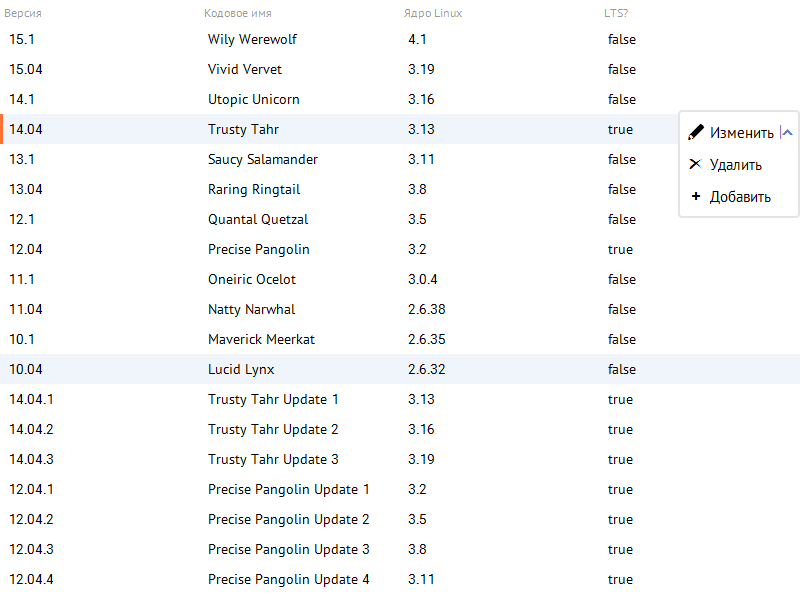 Версия Кодовое имя Ядро Linux LTS?
15.1 Wily Werewolf 4.1 false
15.04 Vivid Vervet 3.19 false
14.1 Utopic Unicorn 3.16 false
14.04 Trusty Tahr 3.13 true Изменить
13.1 Saucy Salamander 3.11 false Удалить
13.04 Raring Ringtail 3.8 false Добавить
12.1 Quantal Quetzal 3.5 false
12.04 Precise Pangolin 3.2 true
11.1 Oneiric Ocelot 3.0.4 false
11.04 Natty Narwhal 2.6.38 false
10.1 Maverick Meerkat 2.6.35 false
10.04 Lucid Lynx 2.6.32 false
14.04.1 Trusty Tahr Update 1 3.13 true
14.04.2 Trusty Tahr Update 2 3.16 true
14.04.3 Trusty Tahr Update 3 3.19 true
12.04.1 Precise Pangolin Update 1 3.2 true
12.04.2 Precise Pangolin Update 2 3.5 true
12.04.3 Precise Pangolin Update 3 3.8 true
12.04.4 Precise Pangolin Update 4 3.11 true